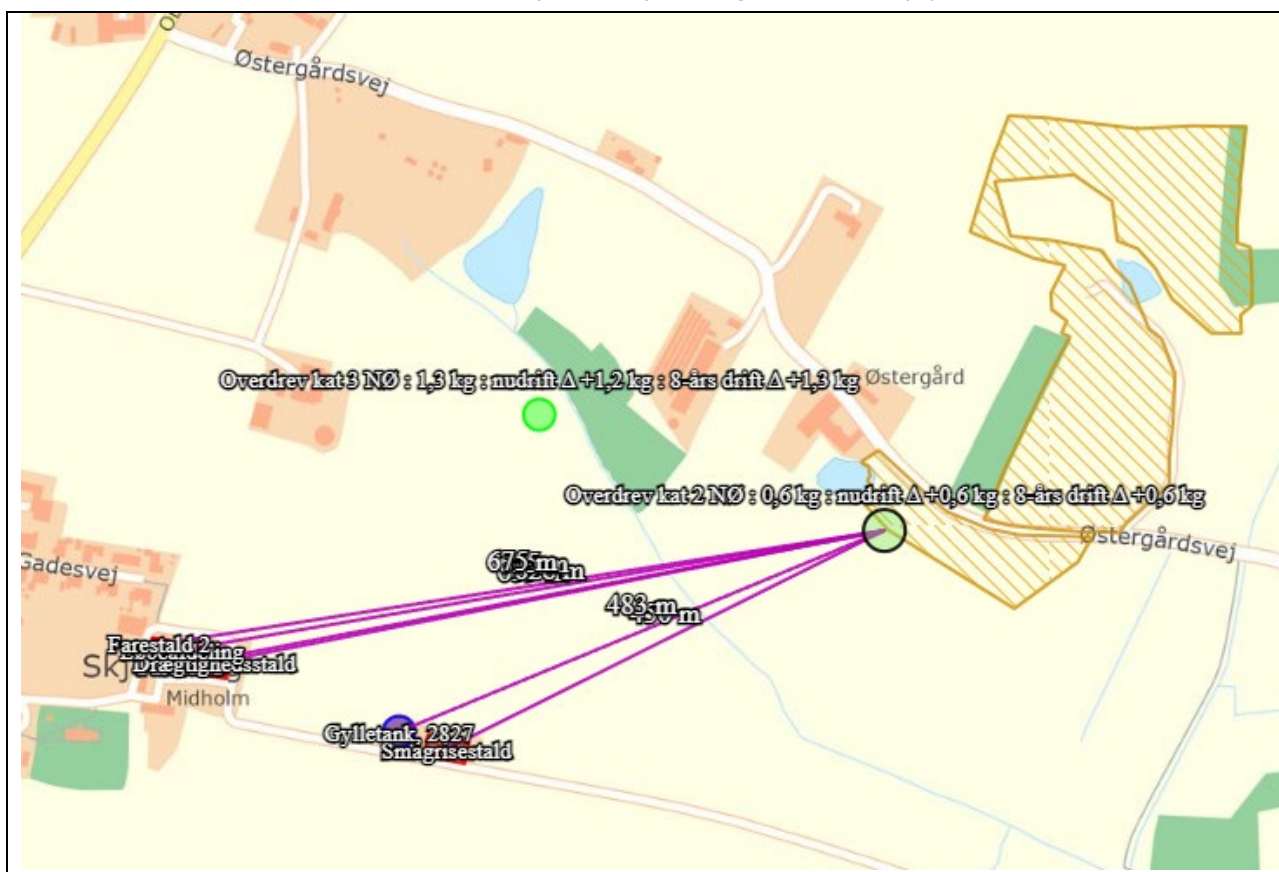 Østergårdsvej
Overdrev kat 3 NØ : 1,3 kg : nudrift Δ +1,2 kg : 8-års drift Δ +1,3 kg
Østergård
Overdrev kat 2 NØ : 0,6 kg : nudrift Δ +0,6 kg : 8-års drift Δ +0,6 kg
Østergårdsvej
Gadesvej
483 m
Farestald 2
Drægtighedsstald
Midholm
Gylletank, 2827
Smågrisestald